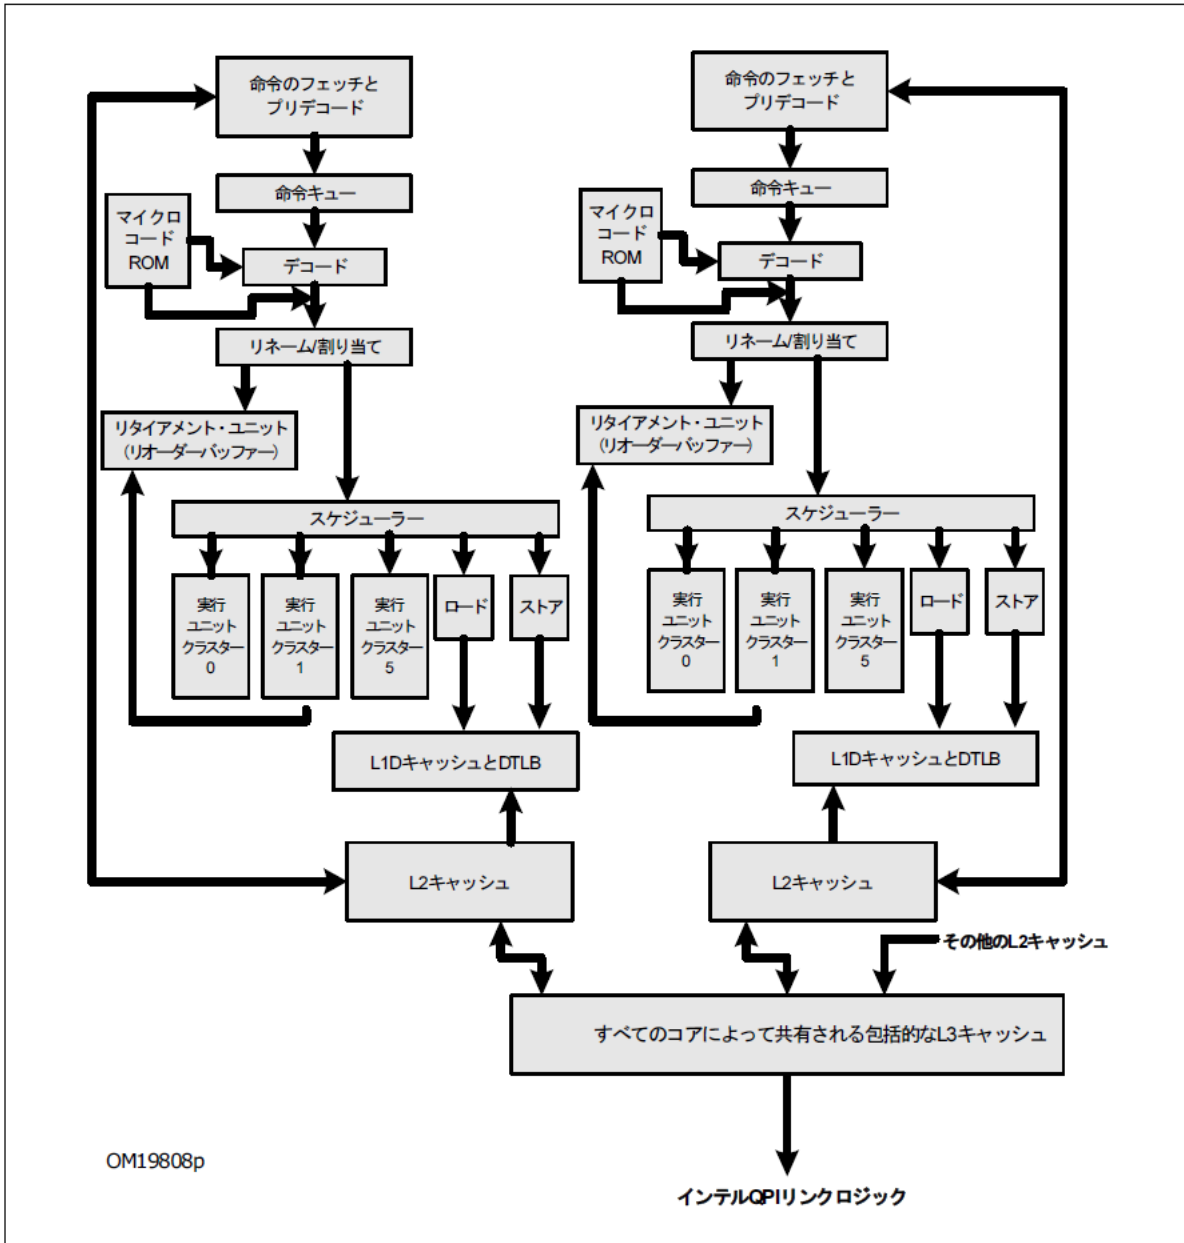 命令のフェッチと
プリデコード
命令キュー
マイクロ
コード
ROM
デコード
リネーム/割り当て
リタイアメント・ユニット
(リオーダーバッファー)
スケジューラー
実行
ユニット
クラスター
0
実行
ユニット
クラスター
1
実行
ユニット
クラスター
5
ロード
ストア
L1DキャッシュとDTLB
L2キャッシュ
命令のフェッチと
プリデコード
命令キュー
マイクロ
コード
ROM
デコード
リネーム/割り当て
リタイアメント・ユニット
(リオーダーバッファー)
スケジューラー
実行
ユニット
クラスター
0
実行
ユニット
クラスター
1
実行
ユニット
クラスター
5
ロード
ストア
L1DキャッシュとDTLB
L2キャッシュ
その他のL2キャッシュ
すべてのコアによって共有される包括的なL3キャッシュ
OM19808p
インテルQPIリンクロジック